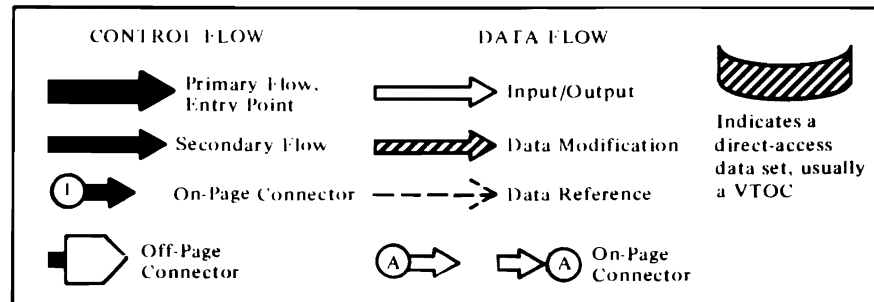 CONTROL FLOW
Primary Flow,
Entry Point
Secondary Flow
1
On-Page Connector
Off-Page
Connector
DATA FLOW
Input/Output
Data Modification
Data Reference
A
A
On-Page
Connector
Indicates a
direct-access
data set, usually
a VTOC